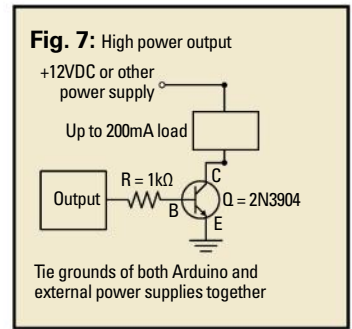 Fig. 7: High power output
+12VDC or other
power supply
Up to 200mA load
R = 1kΩ
C
Output
B
Q = 2N3904
E
Tie grounds of both Arduino and
external power supplies together